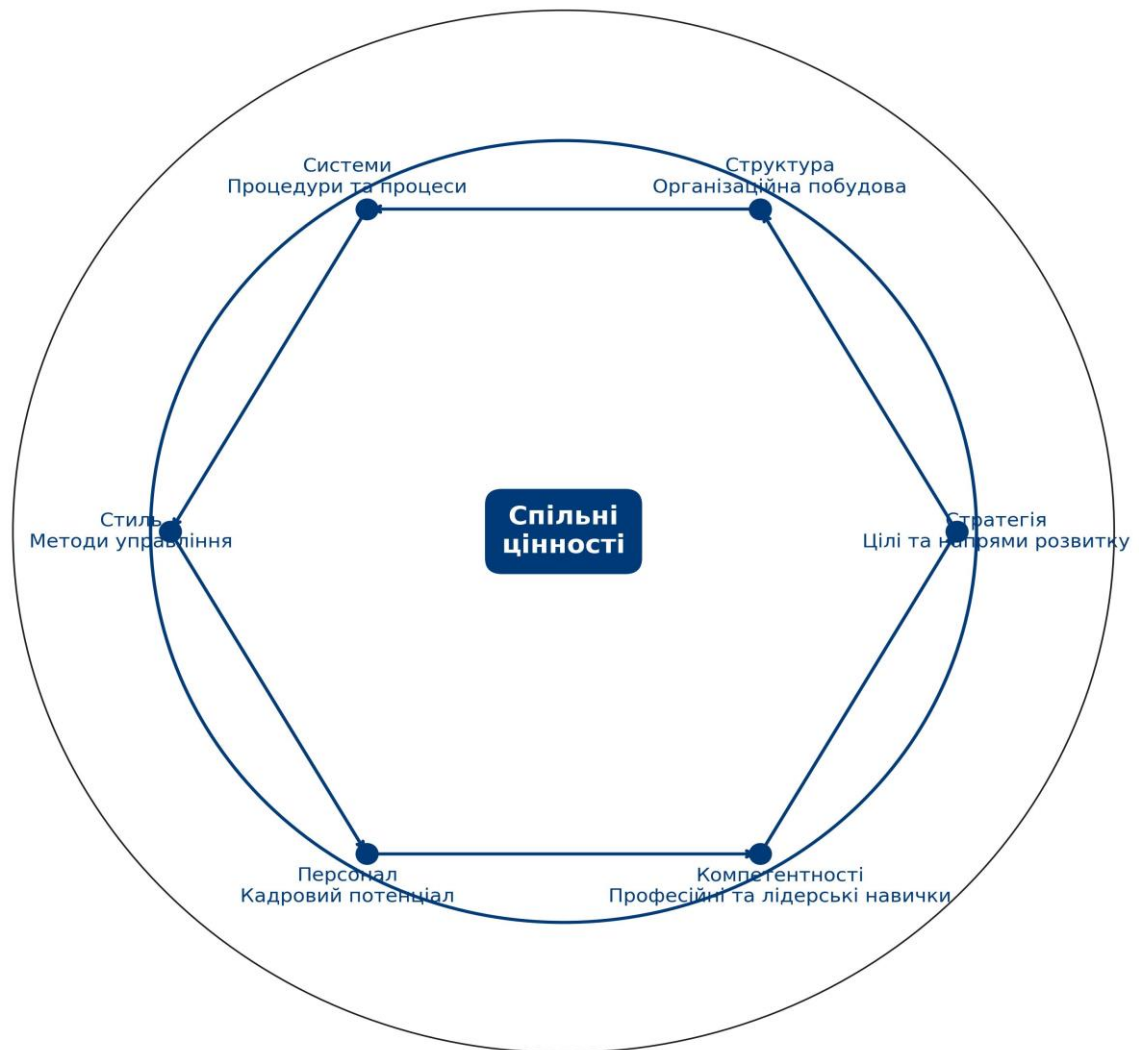 Системи
Процедури та процеси
Структура
Організаційна побудова
Стиль
Методи управління
Спільні
цінності
Стратегія
Цілі та напрями розвитку
Персонал
Кадровий потенціал
Компетентності
Професійні та лідерські навички